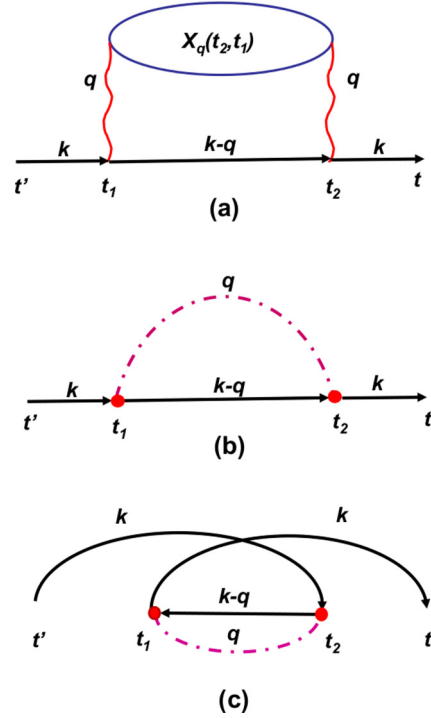 X_q(t_2,t_1)
q q
k k-q k
t' t_1 t_2 t
(a)
q
k k-q k
t' t_1 t_2 t
(b)
k k
k-q
q
t' t_1 t_2 t
(c)